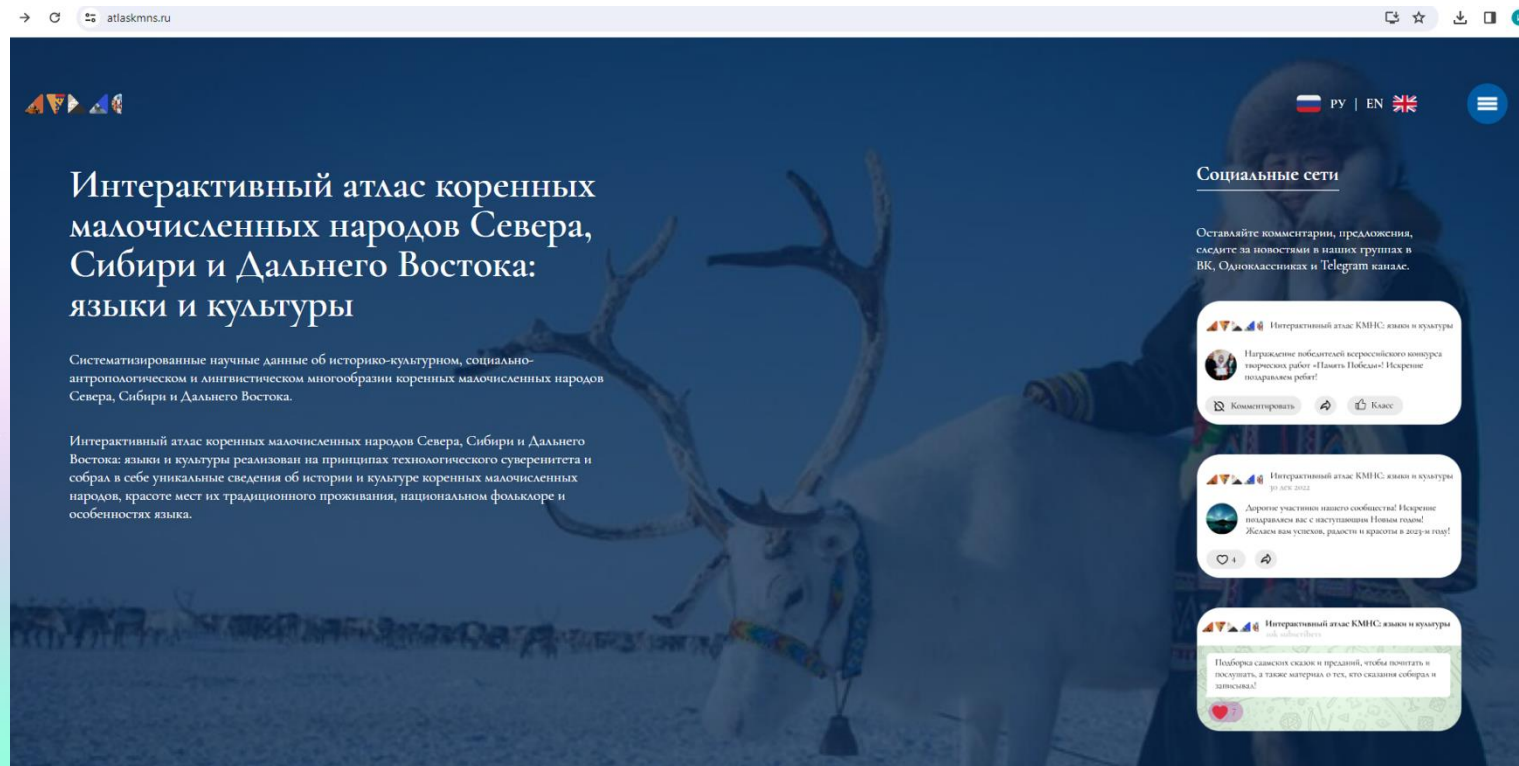 atlaskmns.ru
РУ | EN
Интерактивный атлас коренных
малочисленных народов Севера,
Сибири и Дальнего Востока:
языки и культуры
Систематизированные научные данные об историко-культурном, социально-
антропологическом и лингвистическом многообразии коренных малочисленных народов
Севера, Сибири и Дальнего Востока.
Интерактивный атлас коренных малочисленных народов Севера, Сибири и Дальнего
Востока: языки и культуры реализован на принципах технологического суверенитета и
собрал в себе уникальные сведения об истории и культуре коренных малочисленных
народов, красоте мест их традиционного проживания, национальном фольклоре и
особенностях языка.
Социальные сети
Оставляйте комментарии, предложения,
следите за новостями в наших группах в
ВК, Одноклассниках и Telegram канале.
Интерактивный атлас КМНС: языки и культуры
Награждение победителей всероссийского конкурса
творческих работ «Память Победы»! Искренне
поздравляем ребят!
Комментировать
Класс
Интерактивный атлас КМНС: языки и культуры
30 дек 2022
Дорогие участники нашего сообщества! Искренне
поздравляем вас с наступающим Новым годом!
Желаем вам успехов, радости и красоты в 2023-м году!
4
Интерактивный атлас КМНС: языки и культуры
subscribers
Подборка саамских сказок и преданий, чтобы почитать и
послушать, а также материал о тех, кто сказания собирал и
записывал!
7